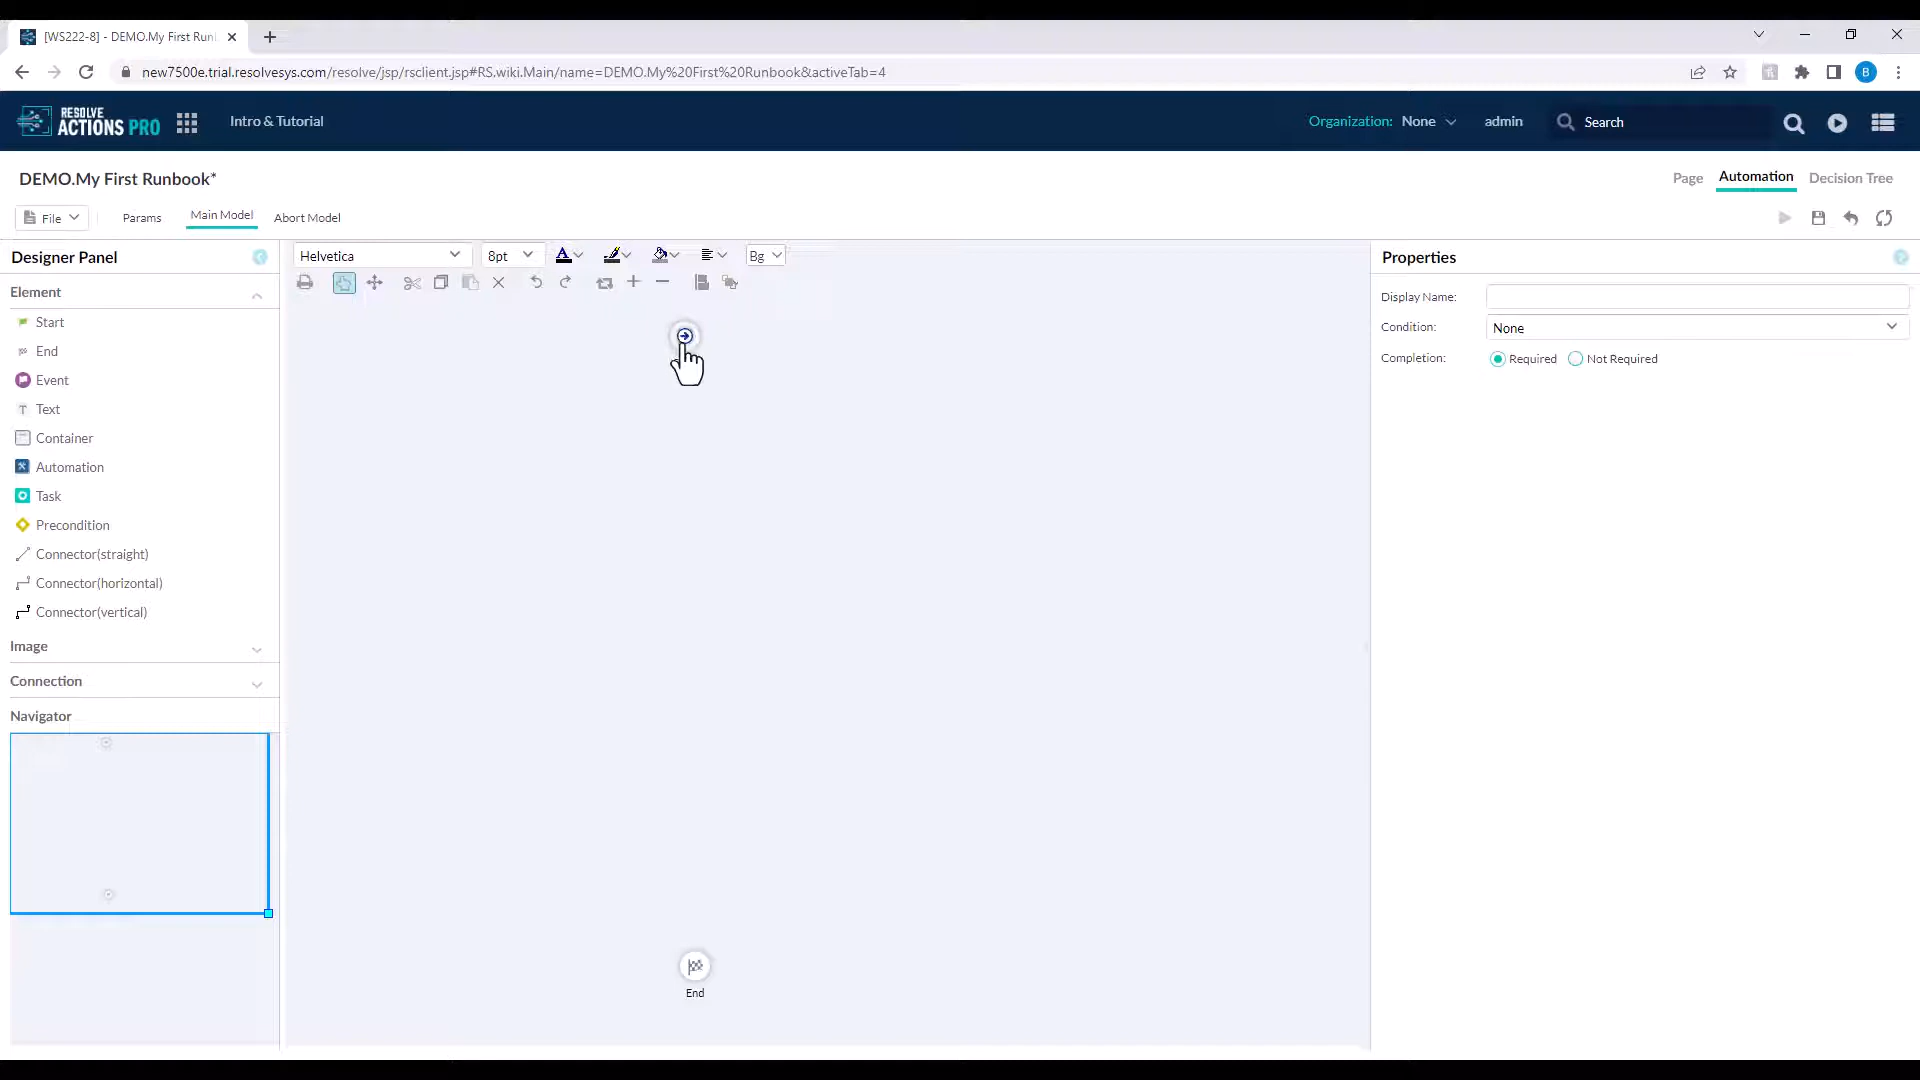 [WS222-8] - DEMO.My First Run
new7500e.trial.resolvesys.com/resolve/jsp/rsclient.jsp#RS.wiki.Main/name=DEMO.My%20First%20Runbook&activeTab=4
B
RESOLVE
ACTIONS PRO
Intro & Tutorial
Organization: None
admin
Search
DEMO.My First Runbook*
Page
Automation
Decision Tree
File
Params
Main Model
Abort Model
Designer Panel
Helvetica
8pt
A
Bg
Properties
Element
Start
End
Event
T Text
Container
Automation
Task
Precondition
Connector(straight)
Connector(horizontal)
Connector(vertical)
Image
Connection
Navigator
End
Display Name:
Condition: None
Completion: Required Not Required